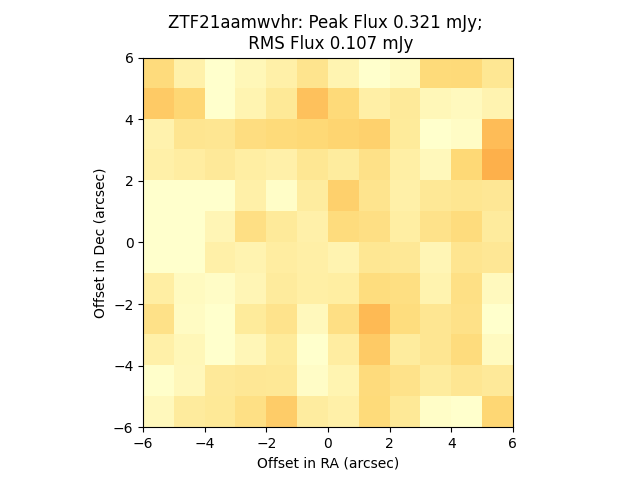 ZTF21aamwvhr: Peak Flux 0.321 mJy;
RMS Flux 0.107 mJy
6
4
2
0
−2
−4
−6
Offset in Dec (arcsec)
−6 −4 −2 0 2 4 6
Offset in RA (arcsec)